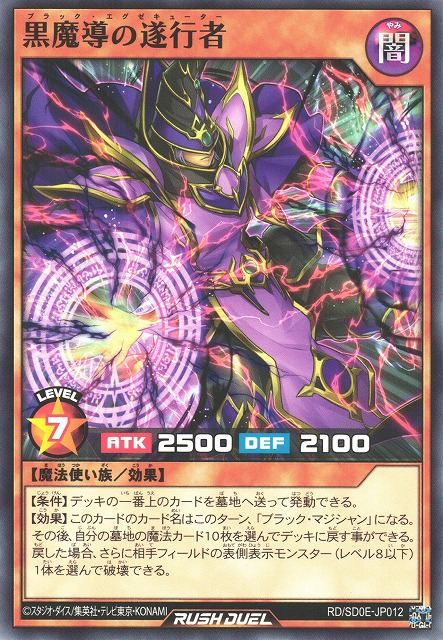 ブラック・エグゼキューター
黒魔導の遂行者
やみ
闇
LEVEL
7
ATK 2500 DEF 2100
【魔法使い族/効果】
【条件】デッキの一番上のカードを墓地へ送って発動できる。
【効果】このカードのカード名はこのターン、「ブラック・マジシャン」になる。
その後、自分の墓地の魔法カード10枚を選んでデッキに戻す事ができる。
戻した場合、さらに相手フィールドの表側表示モンスター(レベル8以下)
1体を選んで破壊できる。
©スタジオ・ダイス/集英社・テレビ東京・KONAMI
RUSH DUEL
RD/SD0E-JP012